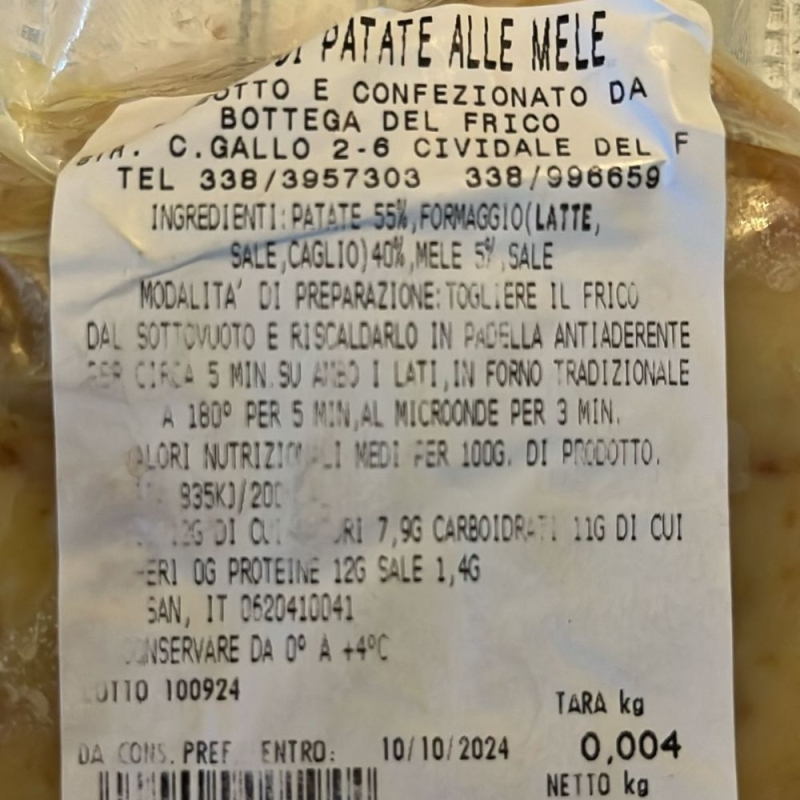 DI PATATE ALLE MELE
E CONFEZIONATO DA
BOTTEGA DEL FRICO
C.GALLO 2-6 CIVIDALE DEL F
TEL 338/3957303 338/996659
INGREDIENTI:PATATE 55%,FORMAGGIO(LATTE,
SALE,CAGLIO)40%,MELE 5%,SALE
MODALITA' DI PREPARAZIONE:TOGLIERE IL FRICO
DAL SOTTOVUOTO E RISCALDARLO IN PADELLA ANTIADERENTE
PER CIRCA 5 MIN.SU AMBO I LATI,IN FORNO TRADIZIONALE
A 180° PER 5 MIN,AL MICROONDE PER 3 MIN.
VALORI NUTRIZIONALI MEDI PER 100G. DI PRODOTTO.
935KJ/20
12G DI CUI 7,9G CARBOIDRATI 11G DI CUI
0G PROTEINE 12G SALE 1,4G
SAN, IT 0620410041
CONSERVARE DA 0° A +4°C
LOTTO 100924
TARA kg
DA CONS. PREF. ENTRO: 10/10/2024 0,004
NETTO kg